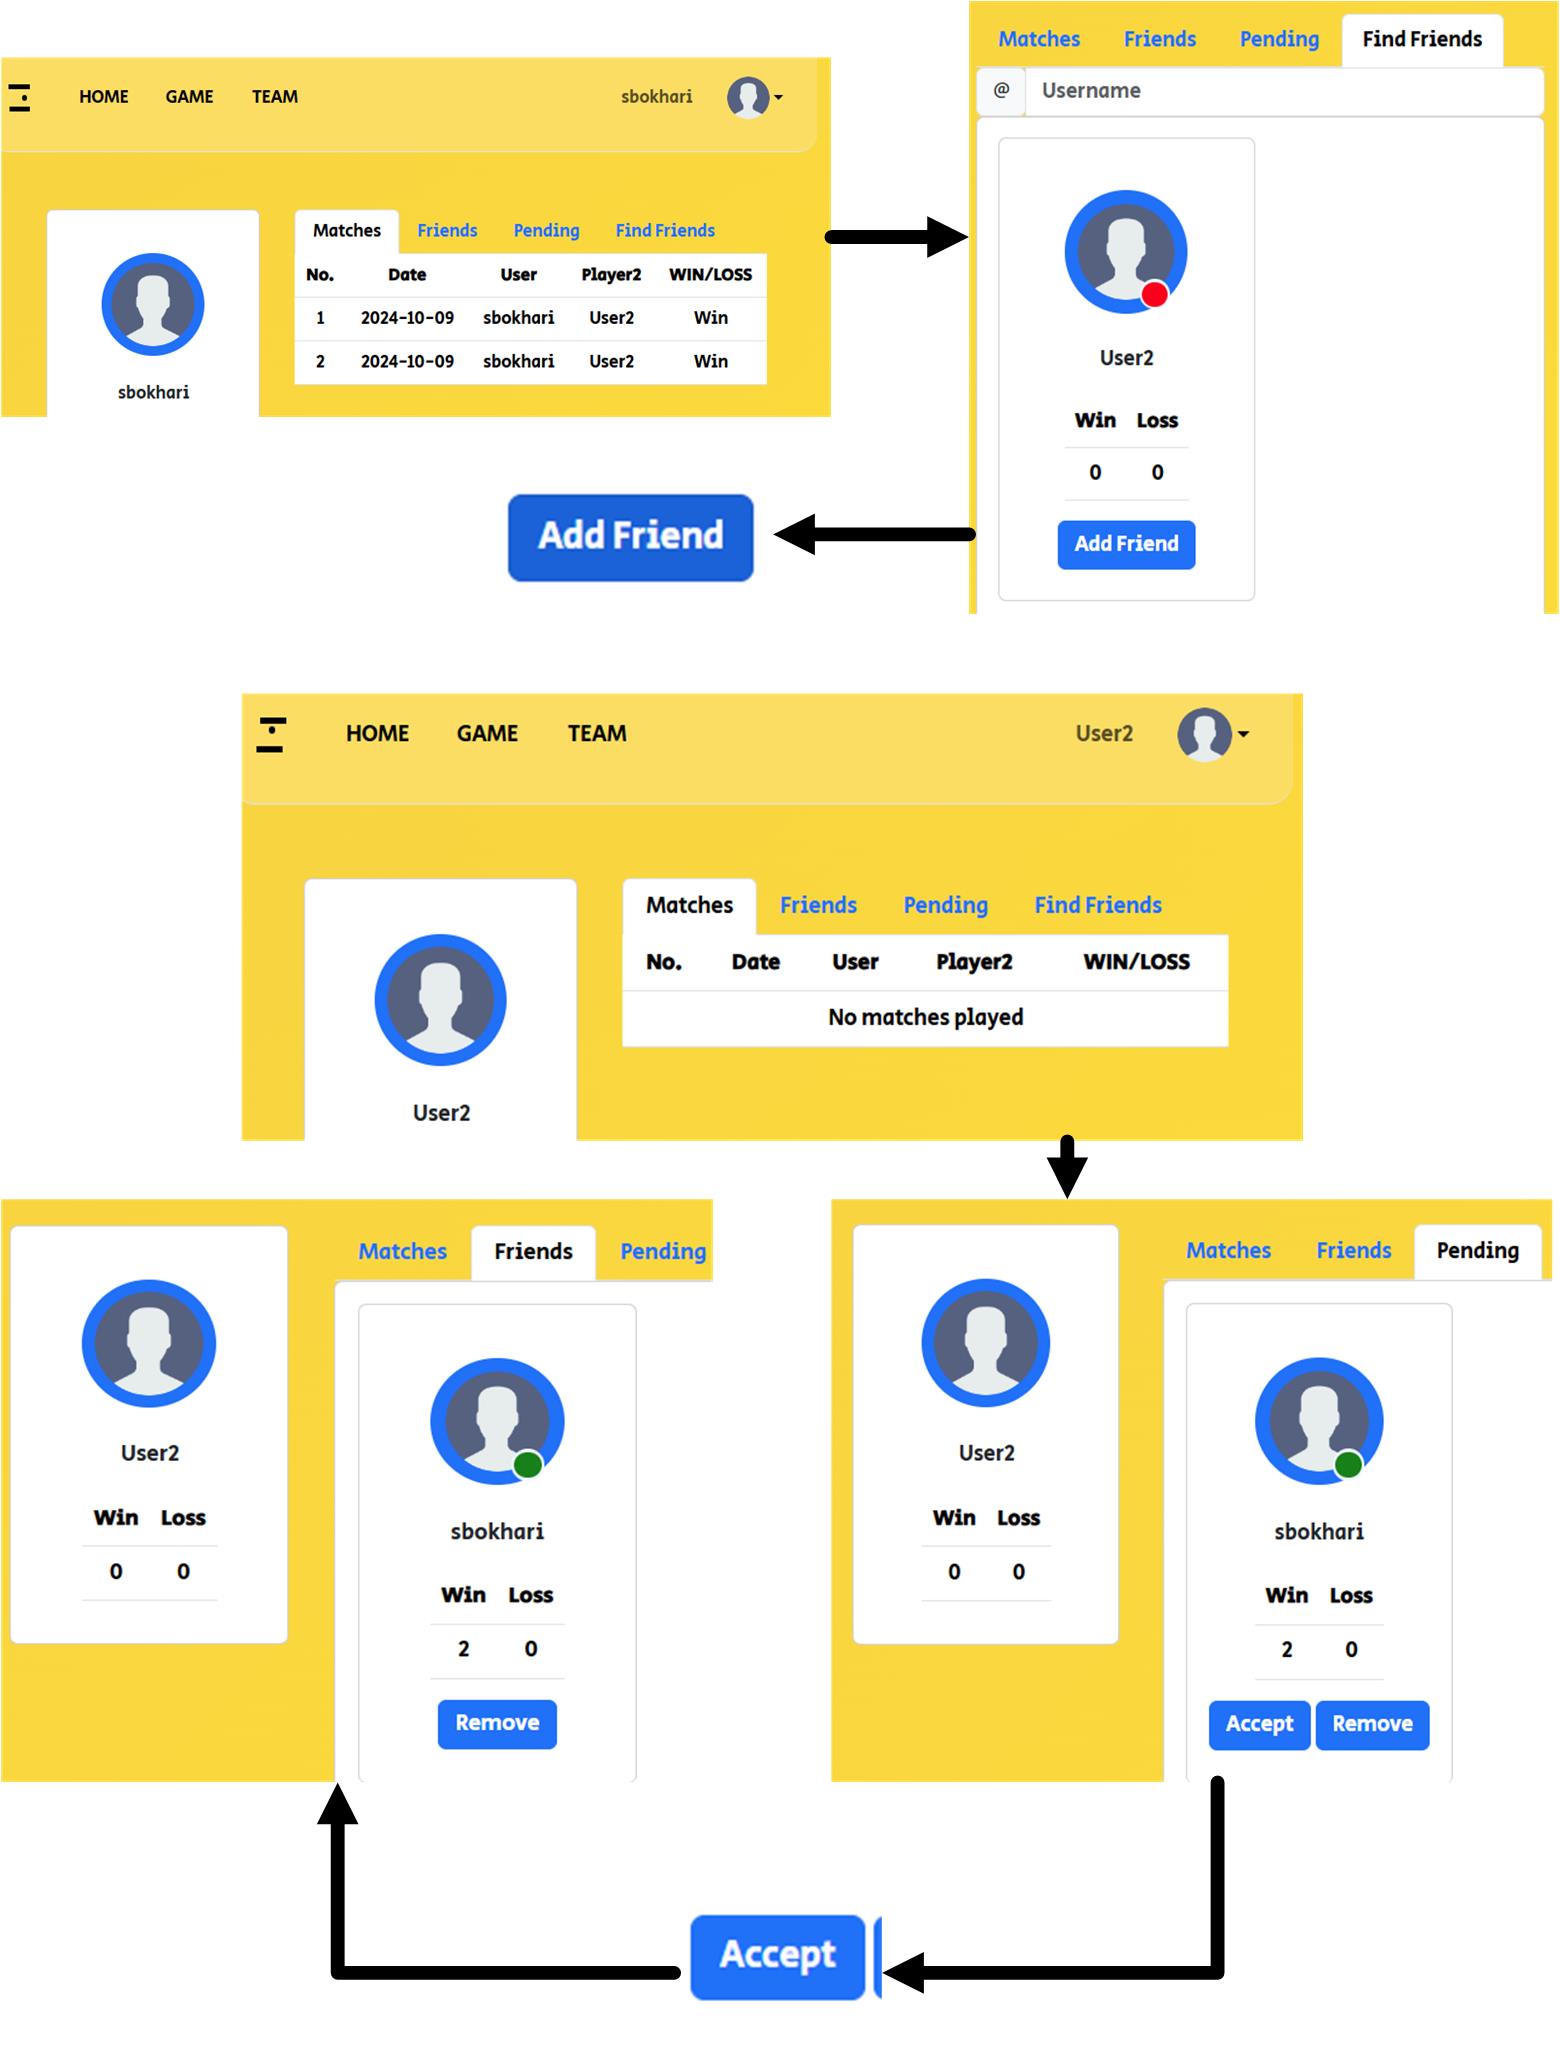 HOME GAME TEAM sbokhari
Matches Friends Pending Find Friends
No. Date User Player2 WIN/LOSS
1 2024-10-09 sbokhari User2 Win
2 2024-10-09 sbokhari User2 Win
sbokhari
Matches Friends Pending Find Friends
@ Username
User2
Win Loss
0 0
Add Friend
Add Friend
HOME GAME TEAM User2
Matches Friends Pending Find Friends
No. Date User Player2 WIN/LOSS
No matches played
User2
Matches Friends Pending
User2
Win Loss
0 0
sbokhari
Win Loss
2 0
Remove
Matches Friends Pending
User2
Win Loss
0 0
sbokhari
Win Loss
2 0
Accept Remove
Accept